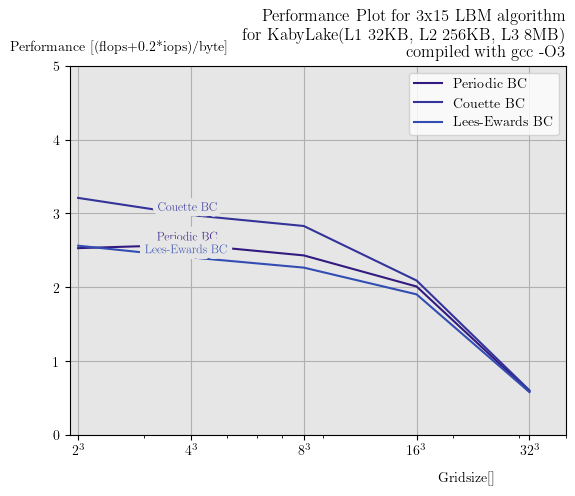 Performance Plot for 3x15 LBM algorithm
for KabyLake(L1 32KB, L2 256KB, L3 8MB)
compiled with gcc -O3
Performance [(flops+0.2*iops)/byte]
5
4
3
2
1
0
Periodic BC
Couette BC
Lees-Ewards BC
Couette BC
Periodic BC
Lees-Ewards BC
2³ 4³ 8³ 16³ 32³
Gridsize[]